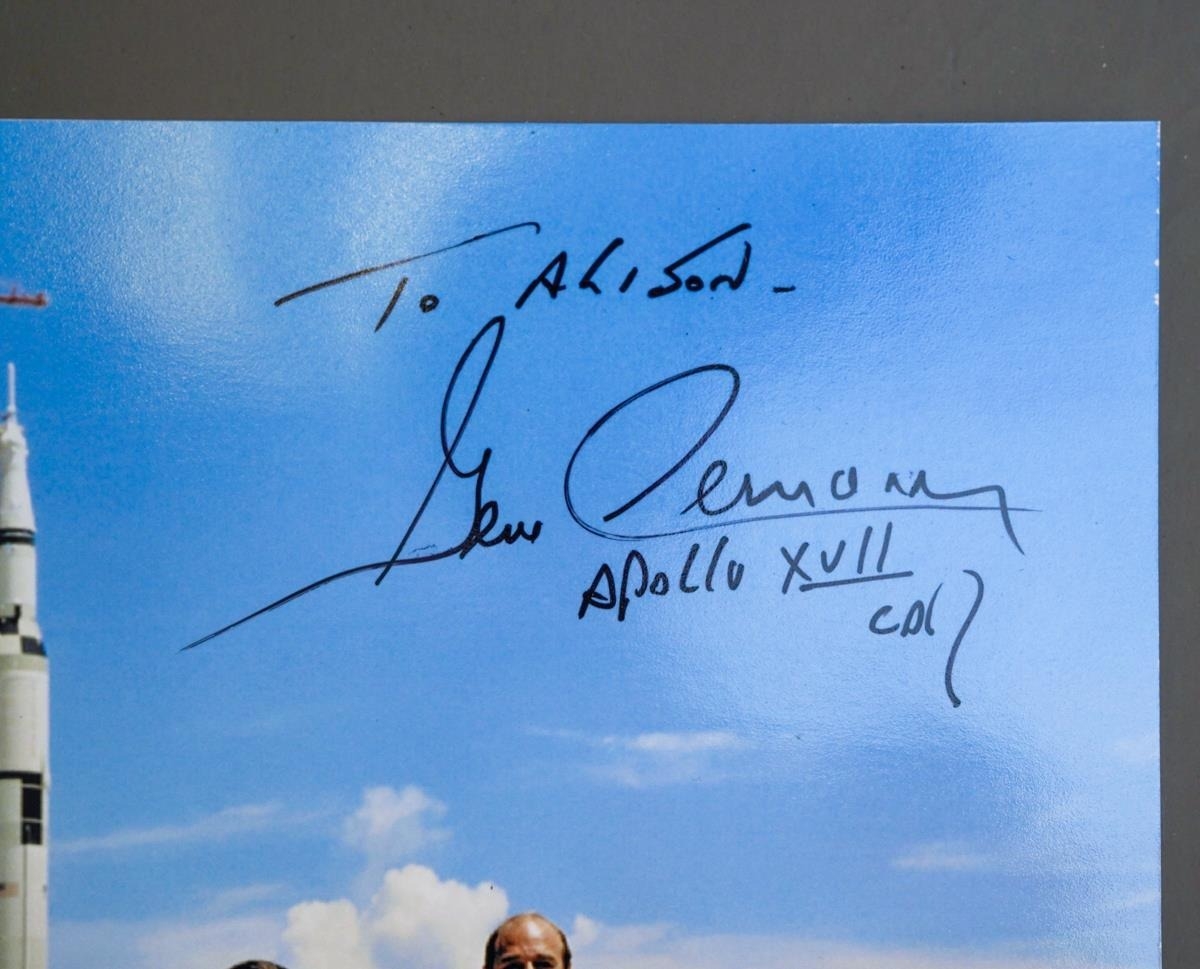 To ALISON -
Gene Cernan
Apollo XVII
CDR